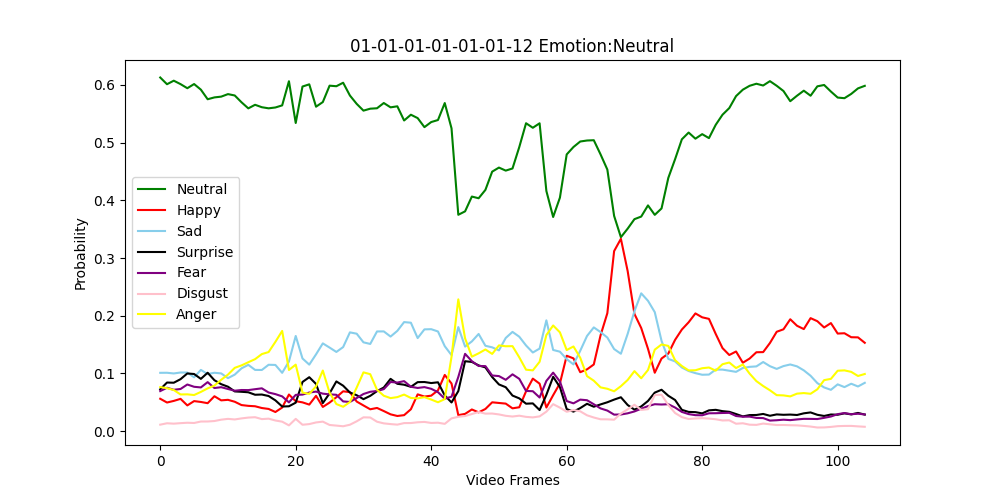 01-01-01-01-01-01-12 Emotion:Neutral
Probability
0.6
0.5
0.4
0.3
0.2
0.1
0.0
Neutral
Happy
Sad
Surprise
Fear
Disgust
Anger
0 20 40 60 80 100
Video Frames